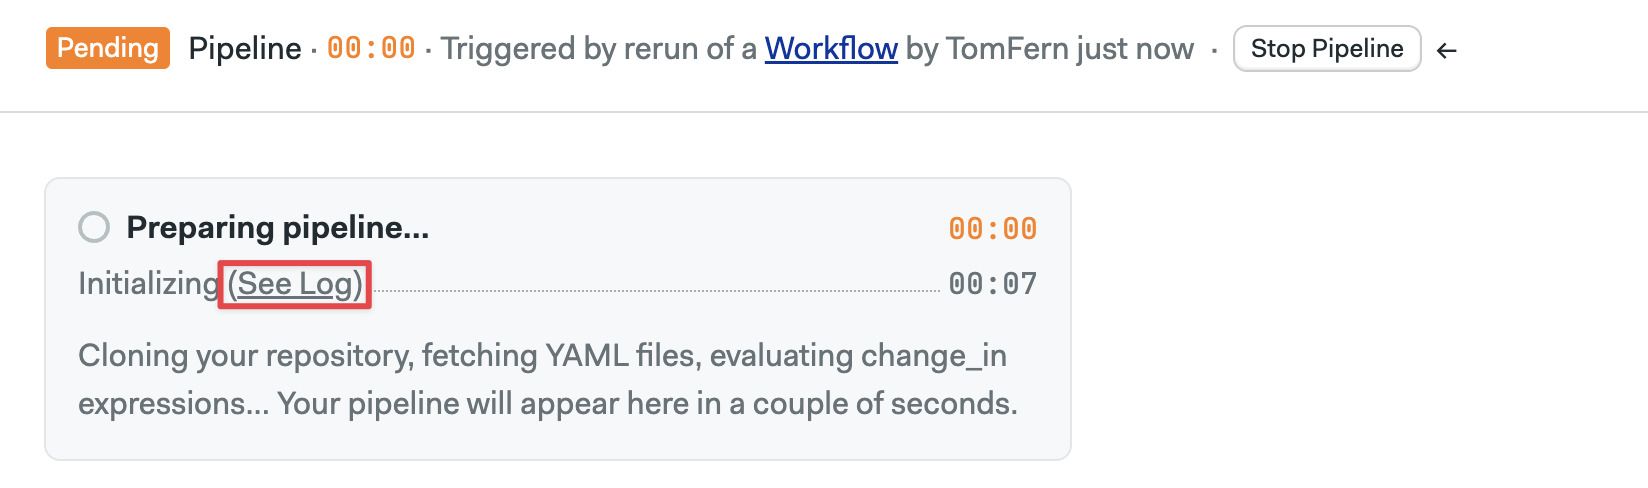 Pending Pipeline · 00:00 · Triggered by rerun of a Workflow by TomFern just now · Stop Pipeline ←
Preparing pipeline... 00:00
Initializing (See Log) 00:07
Cloning your repository, fetching YAML files, evaluating change_in
expressions... Your pipeline will appear here in a couple of seconds.